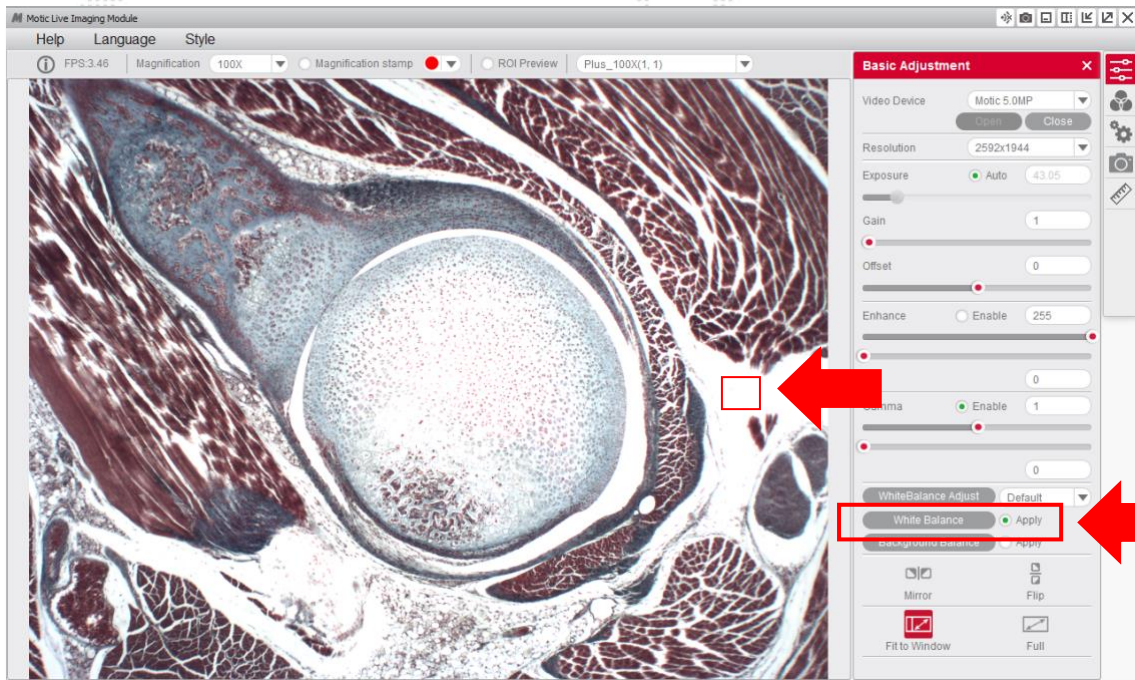 Motic Live Imaging Module
Help Language Style
FPS:3.46 Magnification 100X Magnification stamp ROI Preview Plus_100X(1, 1)
Basic Adjustment
Video Device Motic 5.0MP
Open Close
Resolution 2592x1944
Exposure Auto 43.05
Gain 1
Offset 0
Enhance Enable 255
0
Enable 1
0
WhiteBalance Adjust Default
White Balance Apply
Background Balance Apply
Mirror Flip
Fit to Window Full